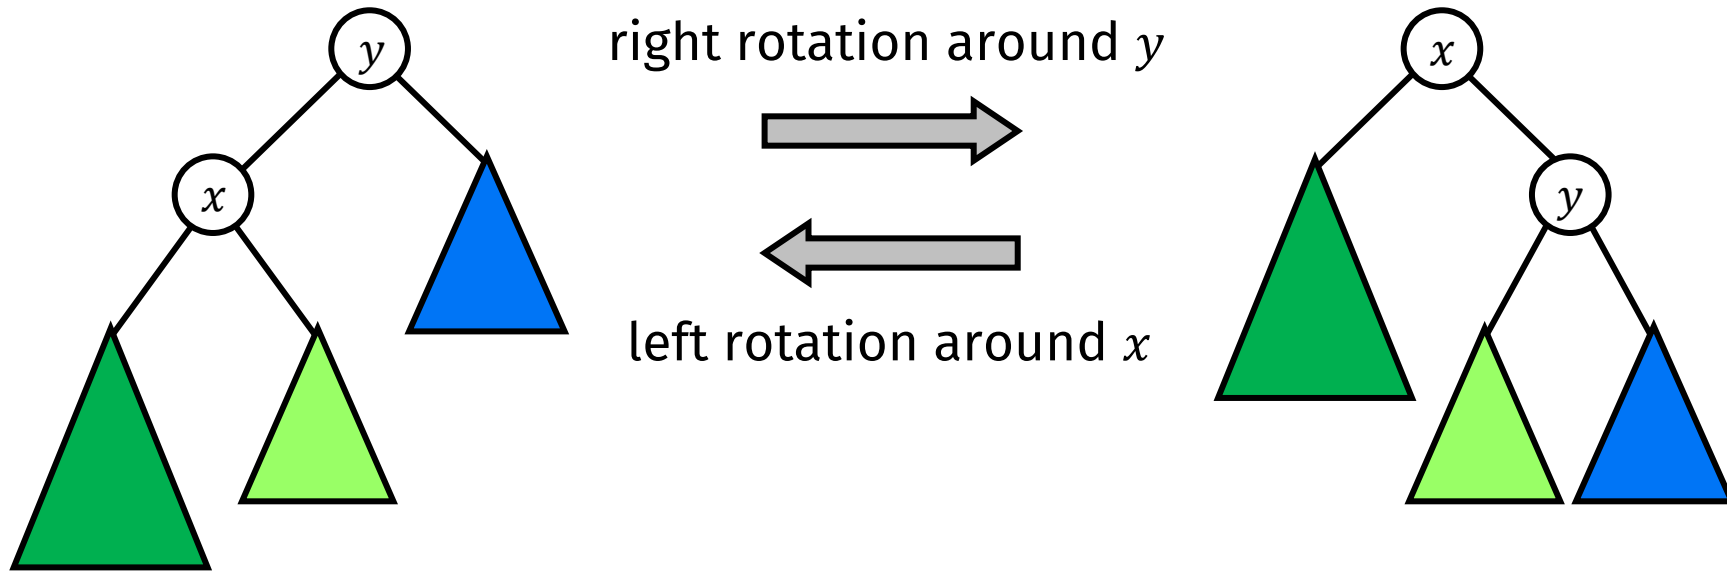 y
right rotation around y
x
x
y
left rotation around x